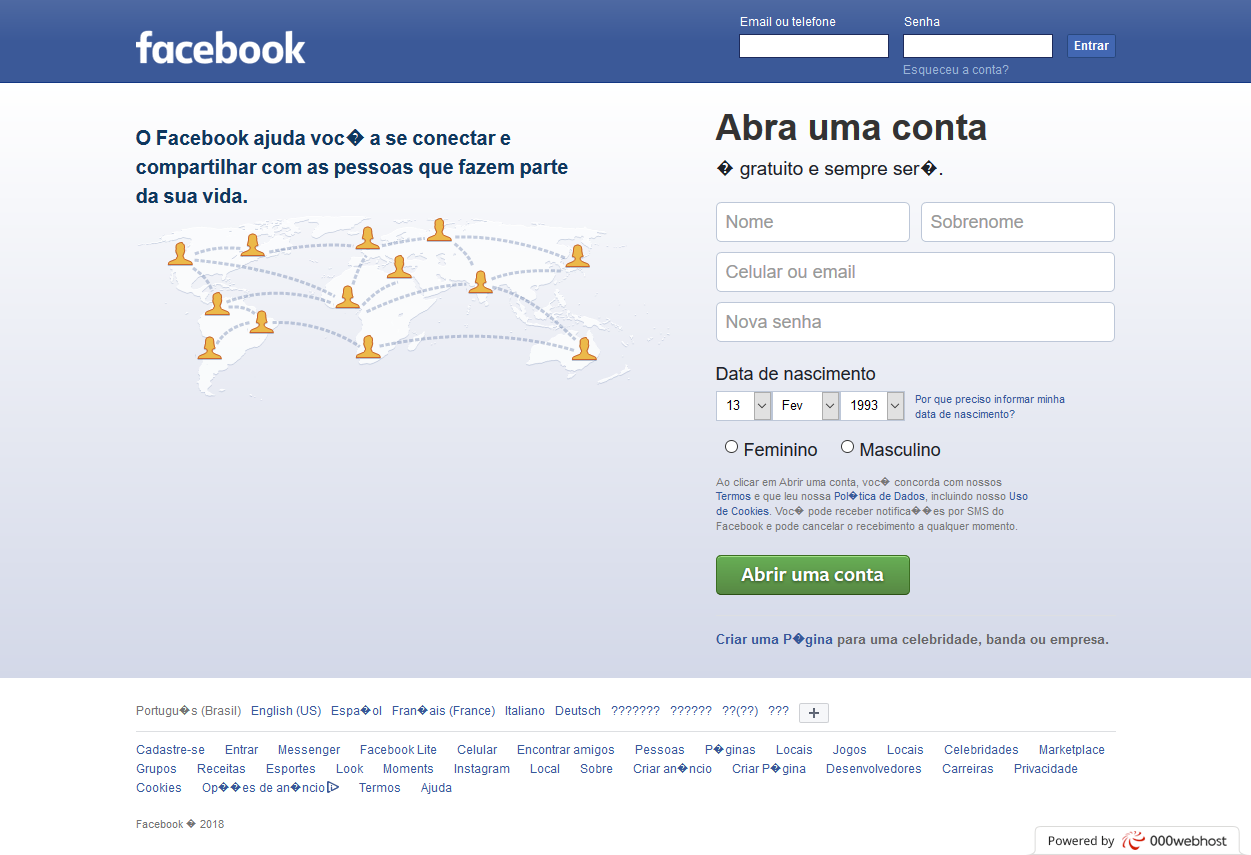 facebook
Email ou telefone
Senha
Entrar
Esqueceu a conta?
O Facebook ajuda voc� a se conectar e
compartilhar com as pessoas que fazem parte
da sua vida.
Abra uma conta
� gratuito e sempre ser�.
Nome
Sobrenome
Celular ou email
Nova senha
Data de nascimento
13 Fev 1993
Por que preciso informar minha
data de nascimento?
Feminino Masculino
Ao clicar em Abrir uma conta, voc� concorda com nossos
Termos e que leu nossa Pol�tica de Dados, incluindo nosso Uso
de Cookies. Voc� pode receber notifica��es por SMS do
Facebook e pode cancelar o recebimento a qualquer momento.
Abrir uma conta
Criar uma P�gina para uma celebridade, banda ou empresa.
Portugu�s (Brasil) English (US) Espa�ol Fran�ais (France) Italiano Deutsch ??????? ?????? ??(??) ???
Cadastre-se Entrar Messenger Facebook Lite Celular Encontrar amigos Pessoas P�ginas Locais Jogos Locais Celebridades Marketplace
Grupos Receitas Esportes Look Moments Instagram Local Sobre Criar an�ncio Criar P�gina Desenvolvedores Carreiras Privacidade
Cookies Op��es de an�ncio Termos Ajuda
Facebook � 2018
Powered by 000webhost